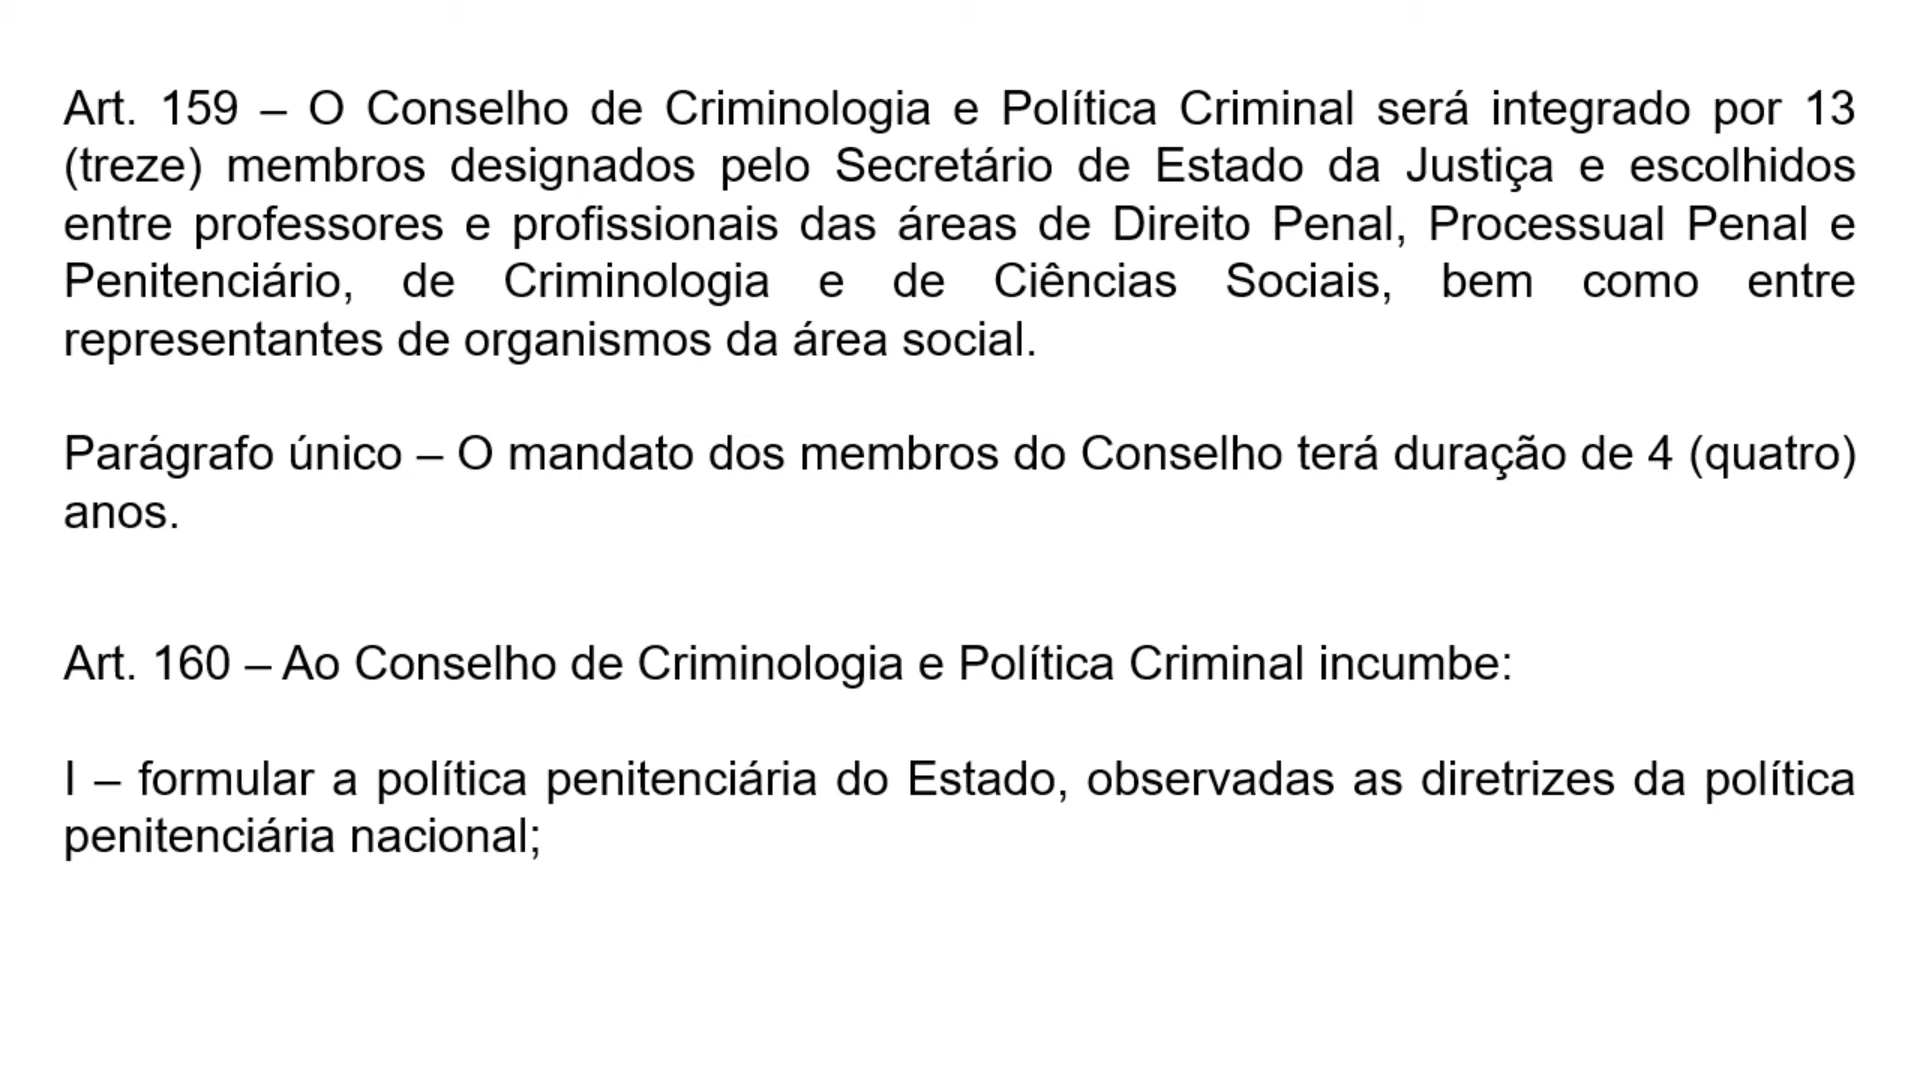 Art. 159 – O Conselho de Criminologia e Política Criminal será integrado por 13
(treze) membros designados pelo Secretário de Estado da Justiça e escolhidos
entre professores e profissionais das áreas de Direito Penal, Processual Penal e
Penitenciário, de Criminologia e de Ciências Sociais, bem como entre
representantes de organismos da área social.
Parágrafo único – O mandato dos membros do Conselho terá duração de 4 (quatro)
anos.
Art. 160 – Ao Conselho de Criminologia e Política Criminal incumbe:
I – formular a política penitenciária do Estado, observadas as diretrizes da política
penitenciária nacional;